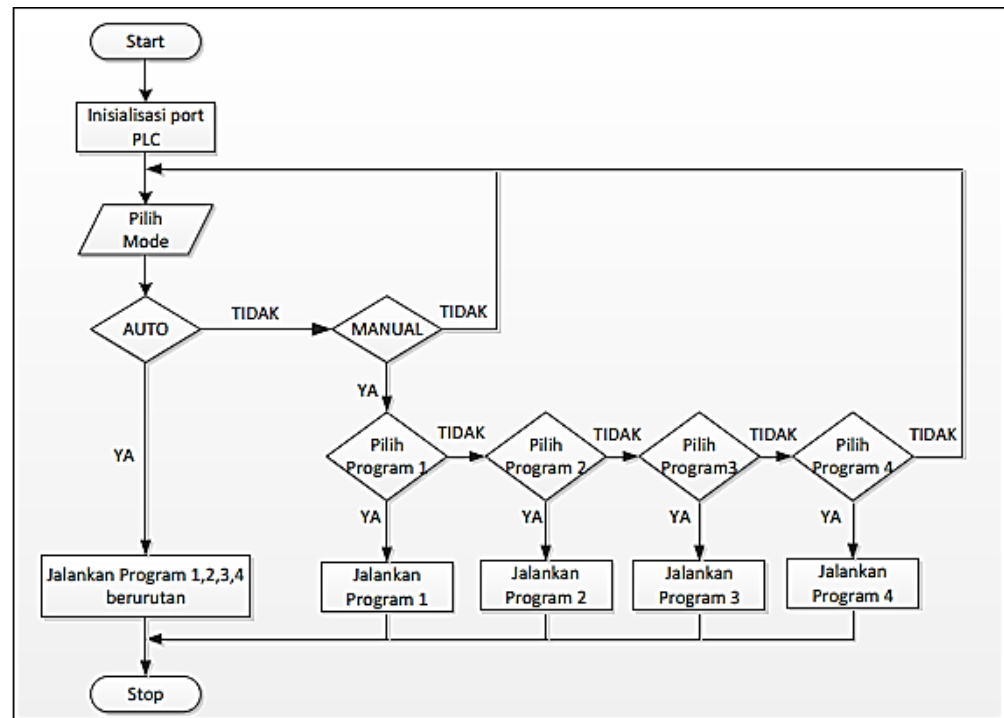 Start
Inisialisasi port
PLC
Pilih
Mode
AUTO
TIDAK
MANUAL
TIDAK
YA
YA
Pilih
Program 1
TIDAK
Pilih
Program 2
TIDAK
Pilih
Program3
TIDAK
Pilih
Program 4
TIDAK
YA
YA
YA
YA
Jalankan Program 1,2,3,4
berurutan
Jalankan
Program 1
Jalankan
Program 2
Jalankan
Program 3
Jalankan
Program 4
Stop